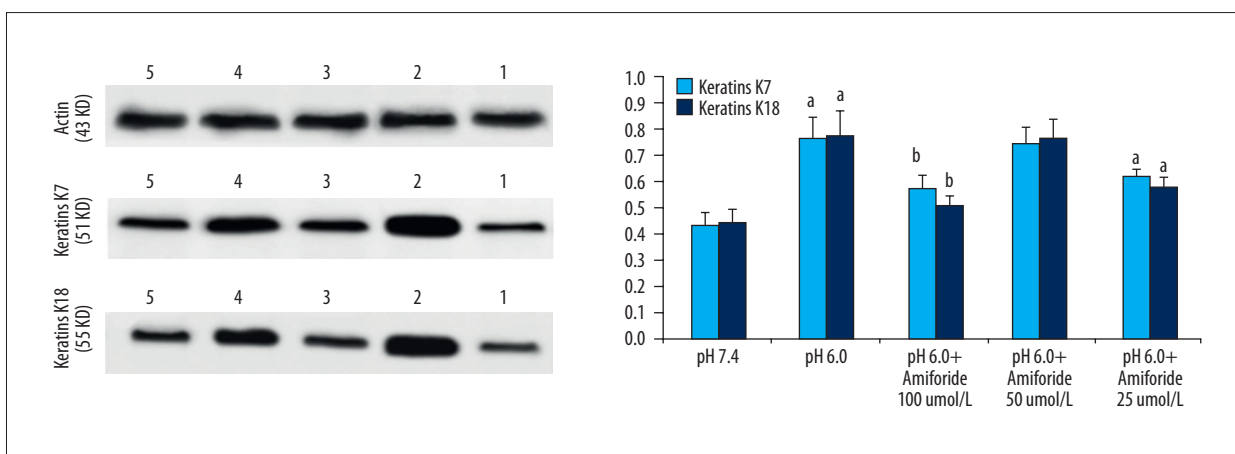 5 4 3 2 1
Actin
(43 KD)
5 4 3 2 1
Keratins K7
(51 KD)
5 4 3 2 1
Keratins K18
(55 KD)
1.0
0.9
0.8
0.7
0.6
0.5
0.4
0.3
0.2
0.1
0.0
Keratins K7
Keratins K18
a a
b b
a a
pH 7.4
pH 6.0
pH 6.0+
Amiforide
100 umol/L
pH 6.0+
Amiforide
50 umol/L
pH 6.0+
Amiforide
25 umol/L